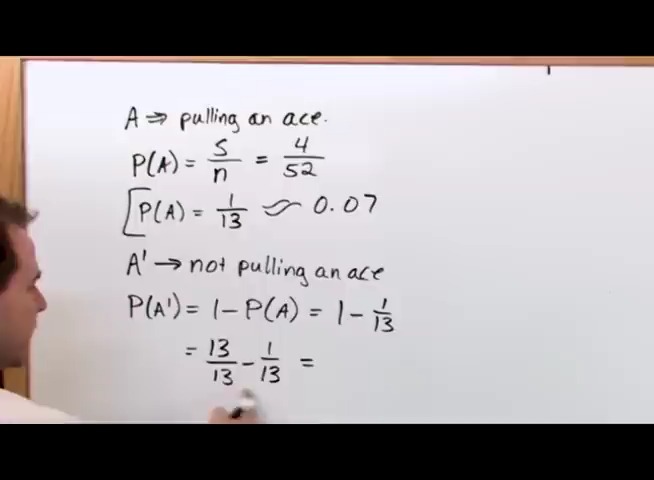 A ⇒ pulling an ace.
P(A) = s/n = 4/52
[P(A) = 1/13 ≈ 0.07
A' → not pulling an ace
P(A') = 1 - P(A) = 1 - 1/13
= 13/13 - 1/13 =